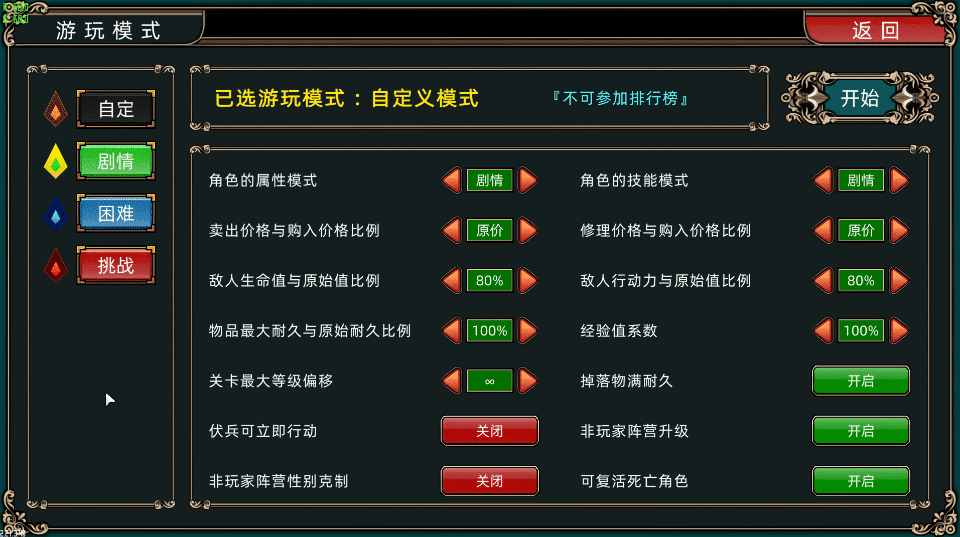 游玩模式
返回
自定
剧情
困难
挑战
已选游玩模式：自定义模式 『不可参加排行榜』
开始
角色的属性模式 剧情 角色的技能模式 剧情
卖出价格与购入价格比例 原价 修理价格与购入价格比例 原价
敌人生命值与原始值比例 80% 敌人行动力与原始值比例 80%
物品最大耐久与原始耐久比例 100% 经验值系数 100%
关卡最大等级偏移 ∞ 掉落物满耐久 开启
伏兵可立即行动 关闭 非玩家阵营升级 开启
非玩家阵营性别克制 关闭 可复活死亡角色 开启